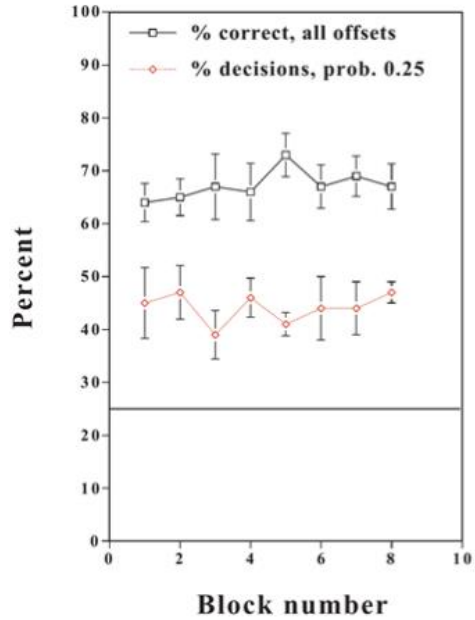 100
% correct, all offsets
90
% decisions, prob. 0.25
80
70
60
Percent
50
40
30
20
10
0
0 2 4 6 8 10
Block number